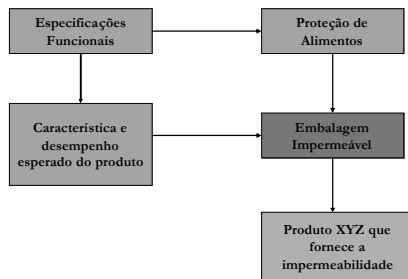 Especificações
Funcionais
Proteção de
Alimentos
Característica e
desempenho
esperado do produto
Embalagem
Impermeável
Produto XYZ que
fornece a
impermeabilidade